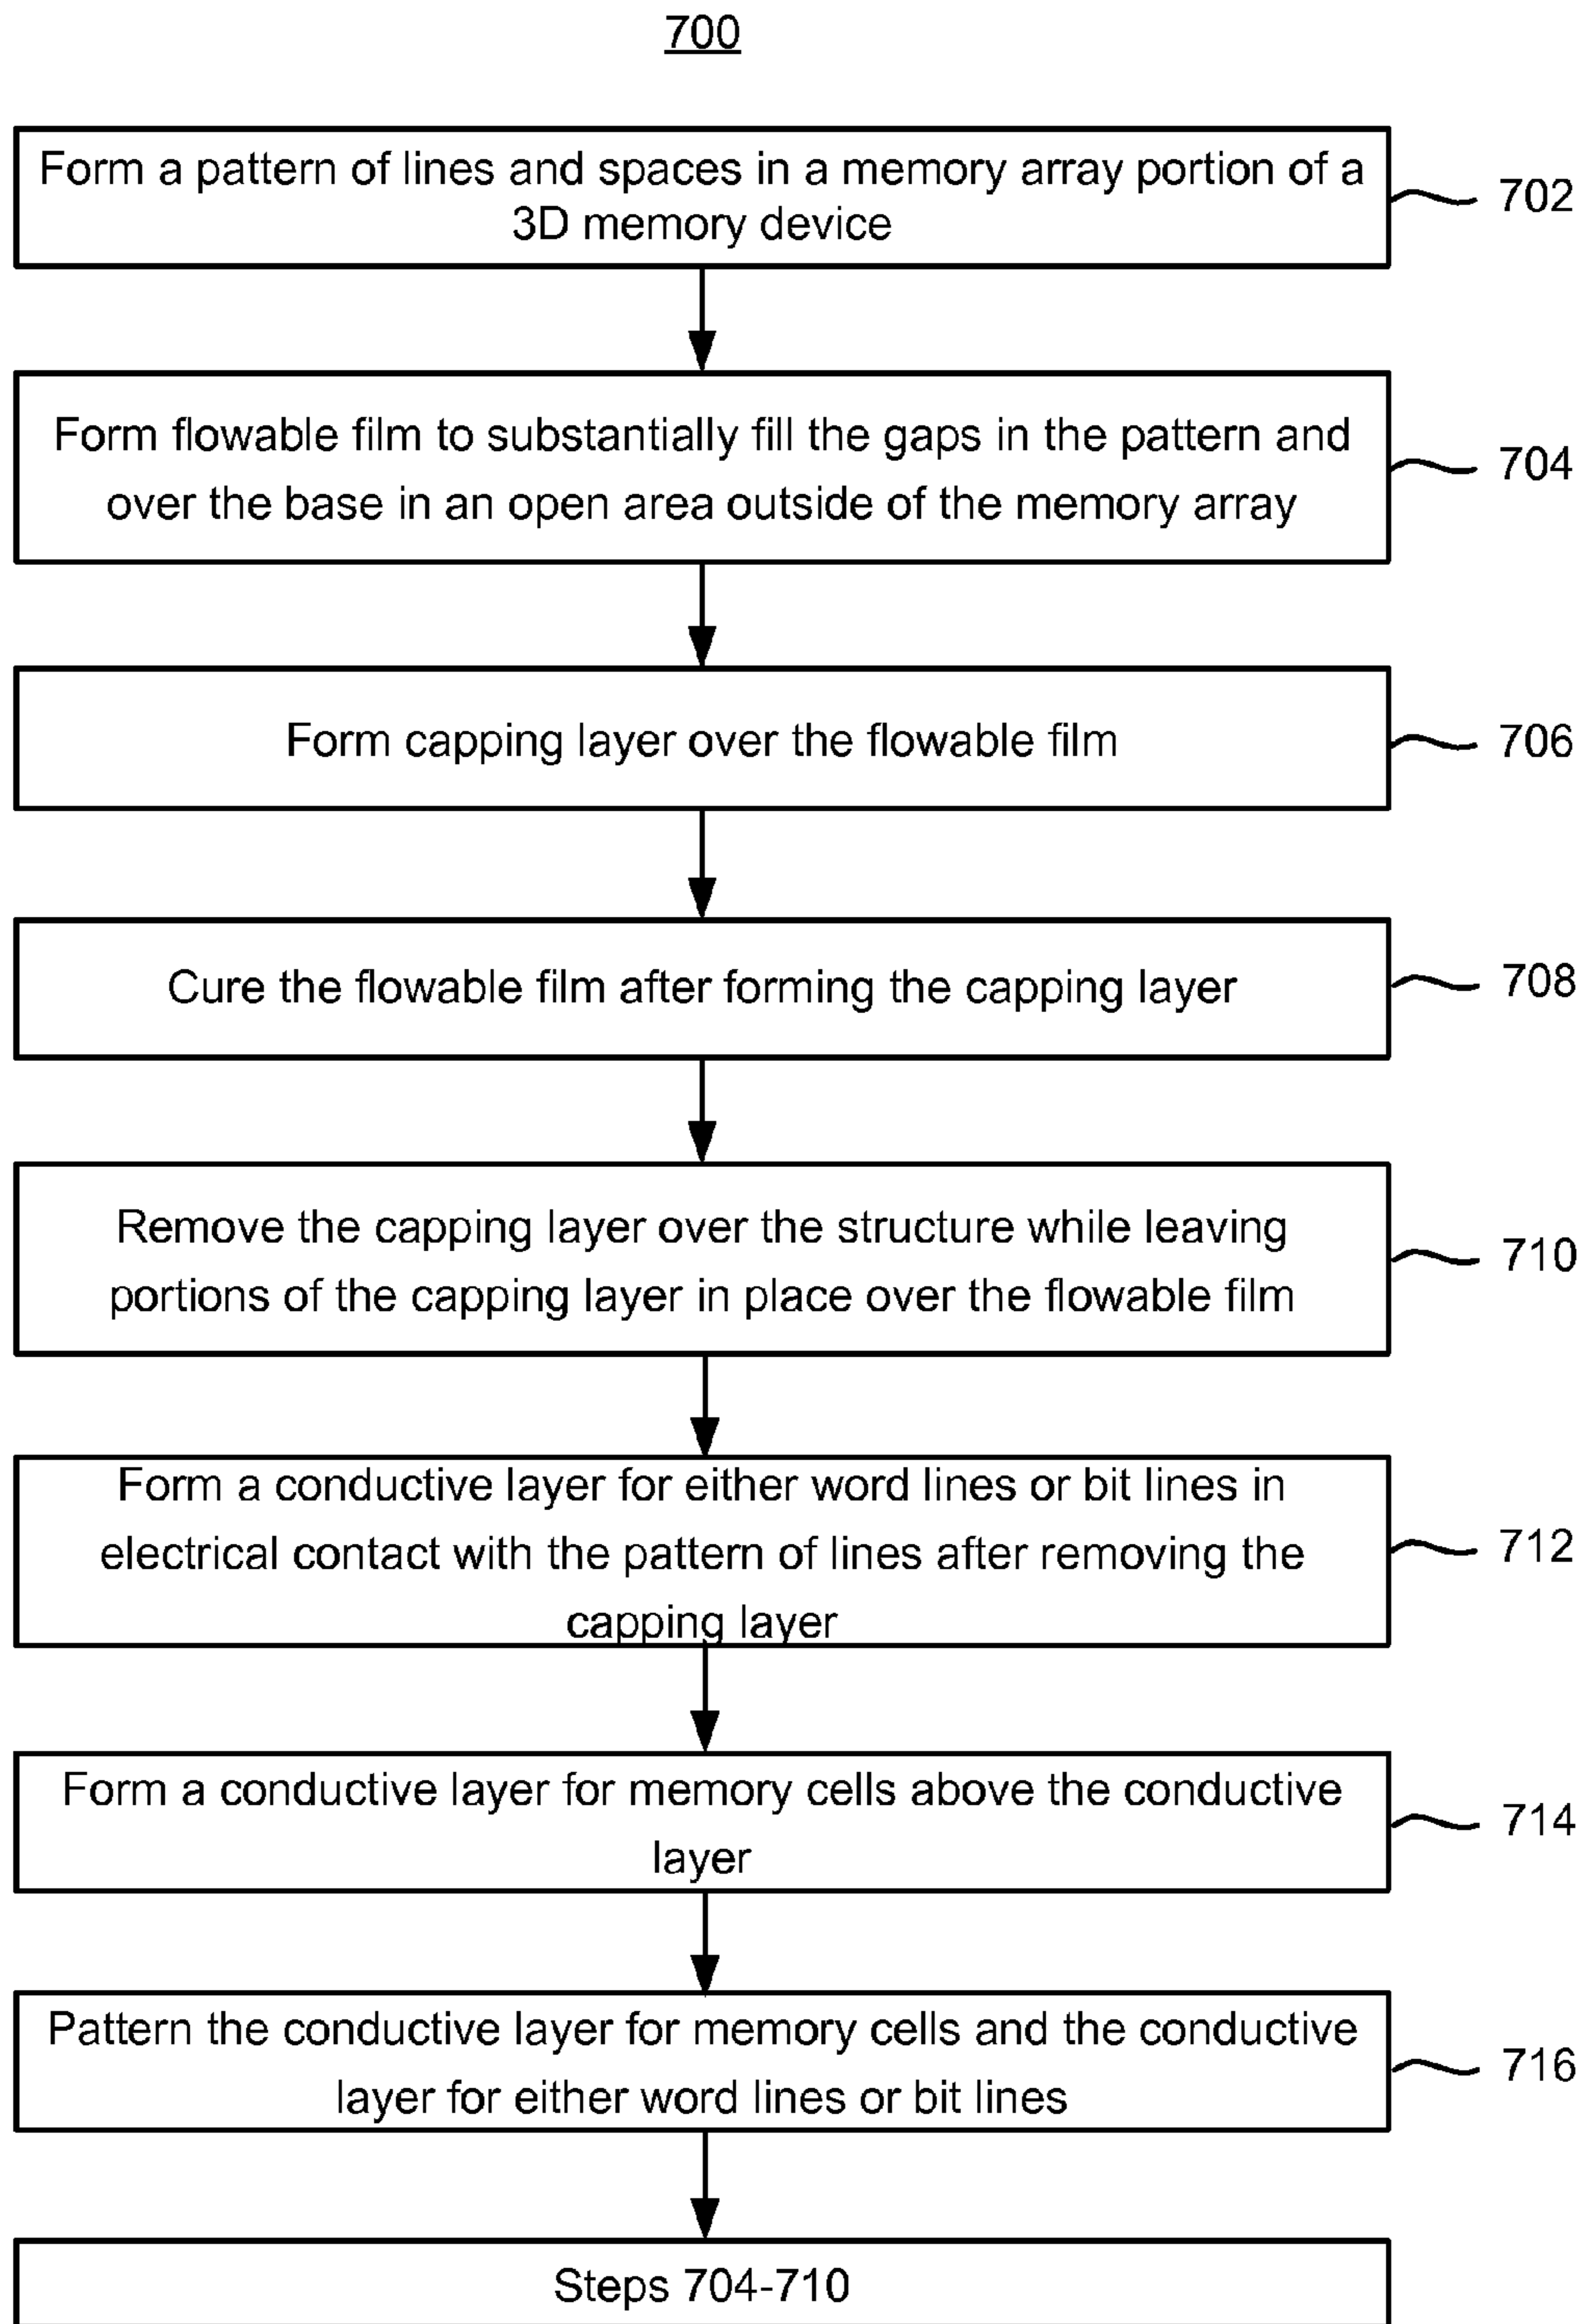 700
Form a pattern of lines and spaces in a memory array portion of a
3D memory device
702
Form flowable film to substantially fill the gaps in the pattern and
over the base in an open area outside of the memory array
704
Form capping layer over the flowable film
706
Cure the flowable film after forming the capping layer
708
Remove the capping layer over the structure while leaving
portions of the capping layer in place over the flowable film
710
Form a conductive layer for either word lines or bit lines in
electrical contact with the pattern of lines after removing the
capping layer
712
Form a conductive layer for memory cells above the conductive
layer
714
Pattern the conductive layer for memory cells and the conductive
layer for either word lines or bit lines
716
Steps 704-710